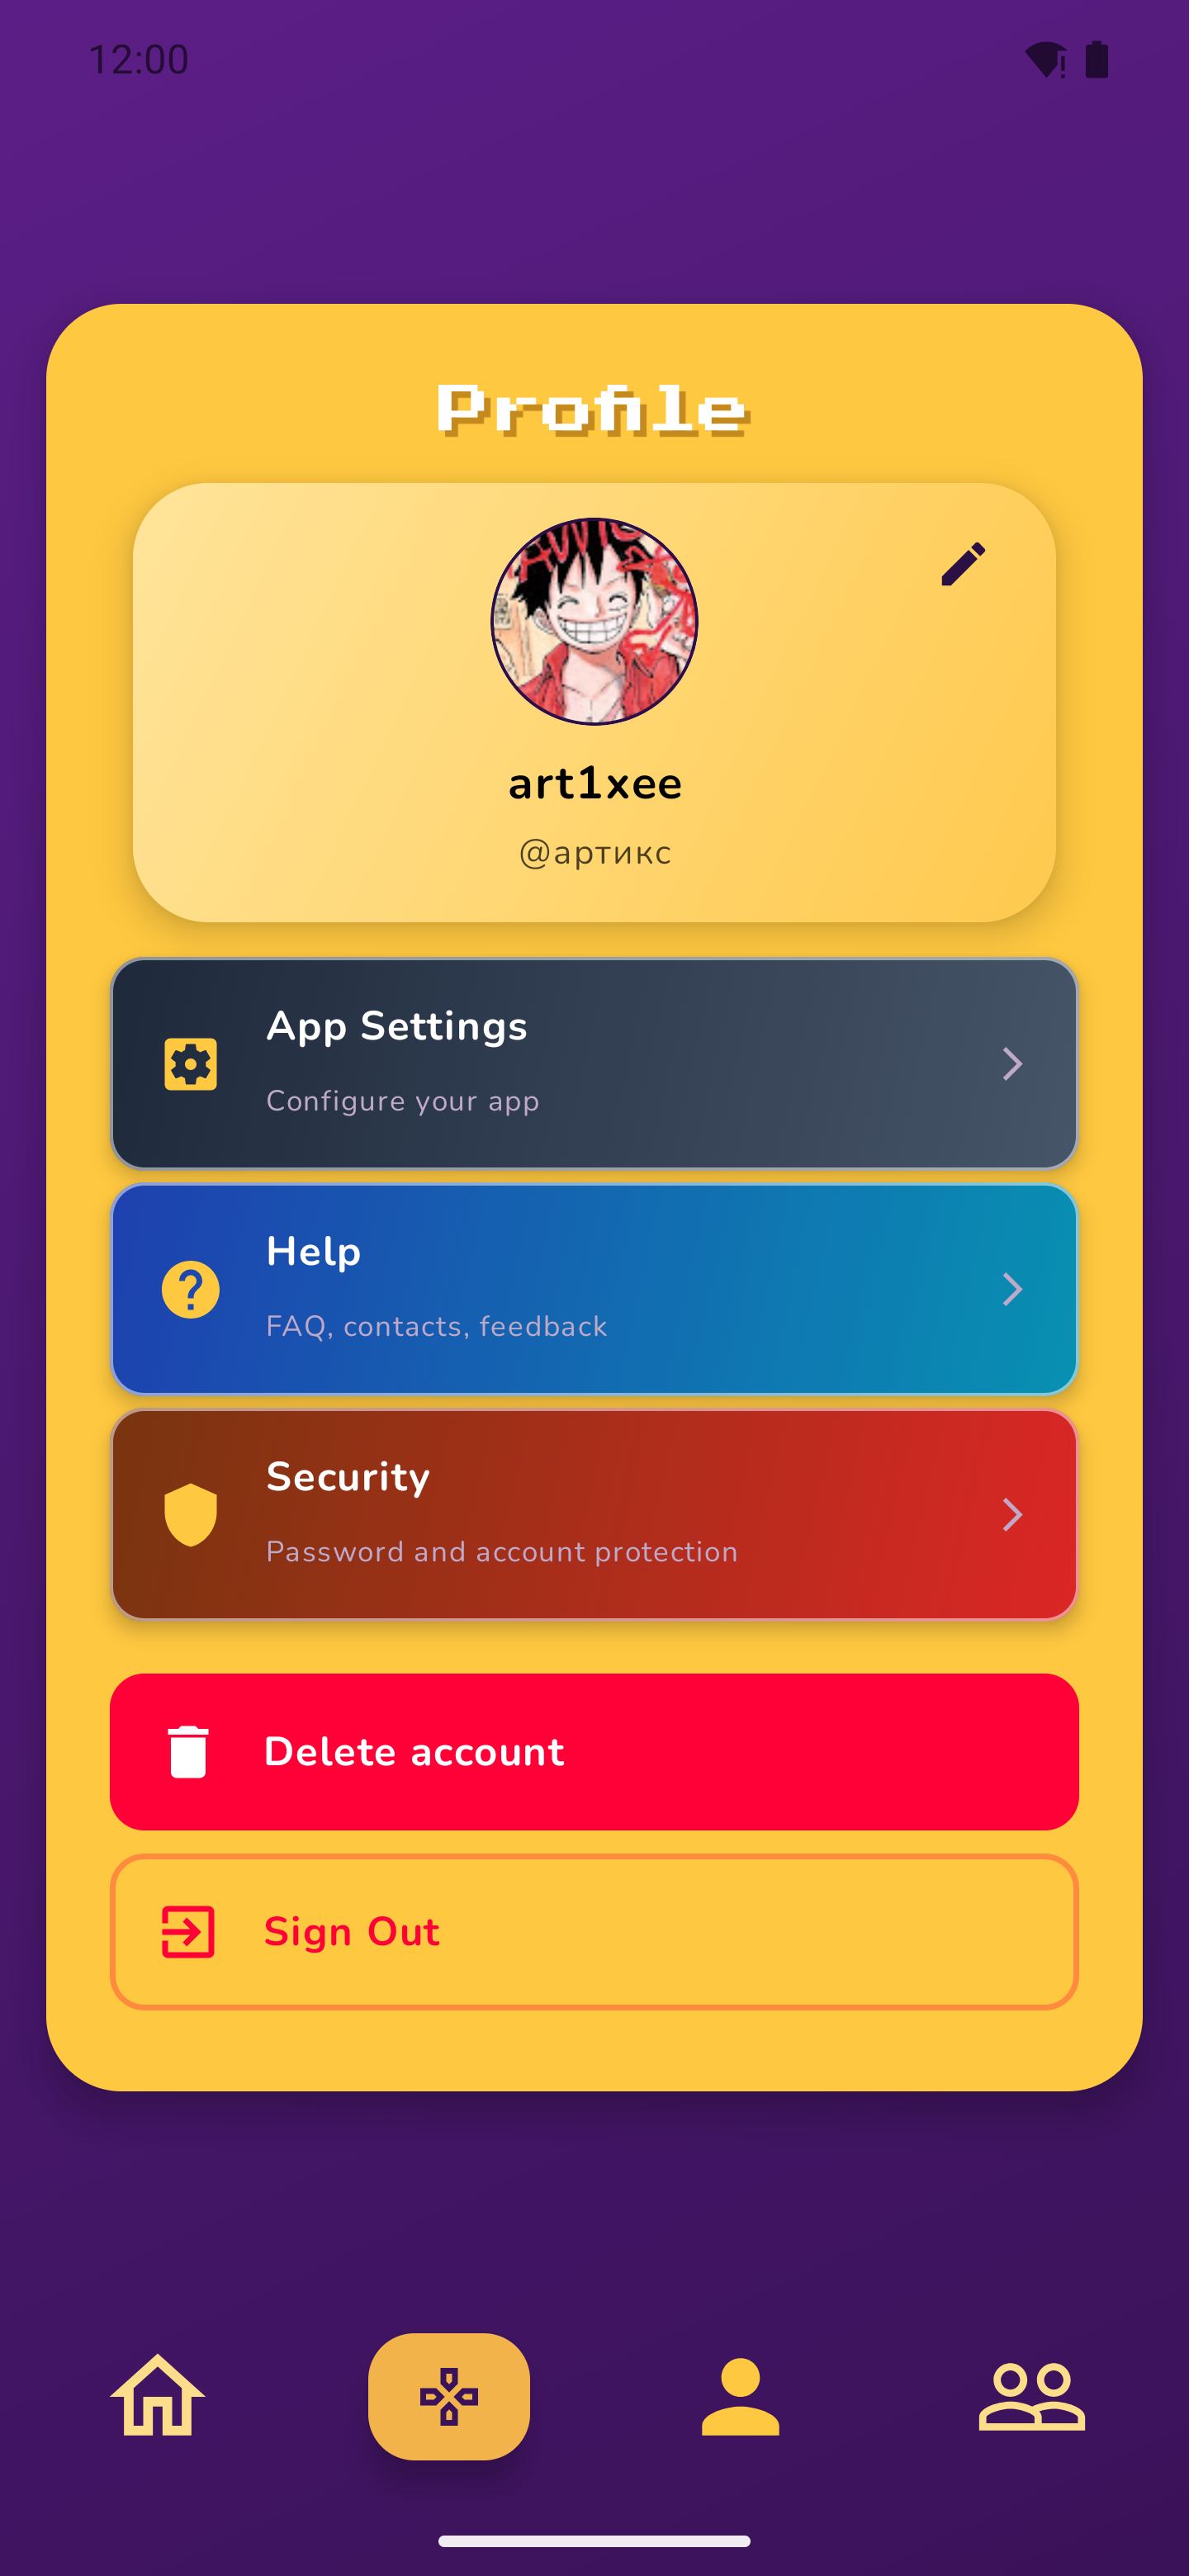 12:00
Profile
art1xee
@артикс
App Settings
Configure your app
Help
FAQ, contacts, feedback
Security
Password and account protection
Delete account
Sign Out